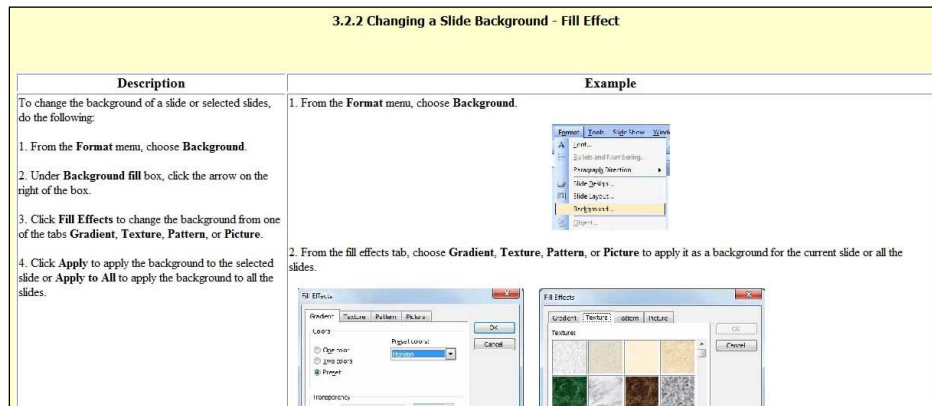 3.2.2 Changing a Slide Background - Fill Effect
Description
Example
To change the background of a slide or selected slides,
do the following:
1. From the Format menu, choose Background.
2. Under Background fill box, click the arrow on the
right of the box.
3. Click Fill Effects to change the background from one
of the tabs Gradient, Texture, Pattern, or Picture.
4. Click Apply to apply the background to the selected
slide or Apply to All to apply the background to all the
slides.
1. From the Format menu, choose Background.
Format Tools Slide Show
Font...
Bullets and Numbering...
Paragraph Direction
Slide Design...
Slide Layout...
Background...
Object...
2. From the fill effects tab, choose Gradient, Texture, Pattern, or Picture to apply it as a background for the current slide or all the
slides.
Fill Effects
Gradient Texture Pattern Picture
Colors
One color
Two colors
Preset
Preset colors:
Transparency
OK
Cancel
Fill Effects
Gradient Texture Pattern Picture
Textures
OK
Cancel